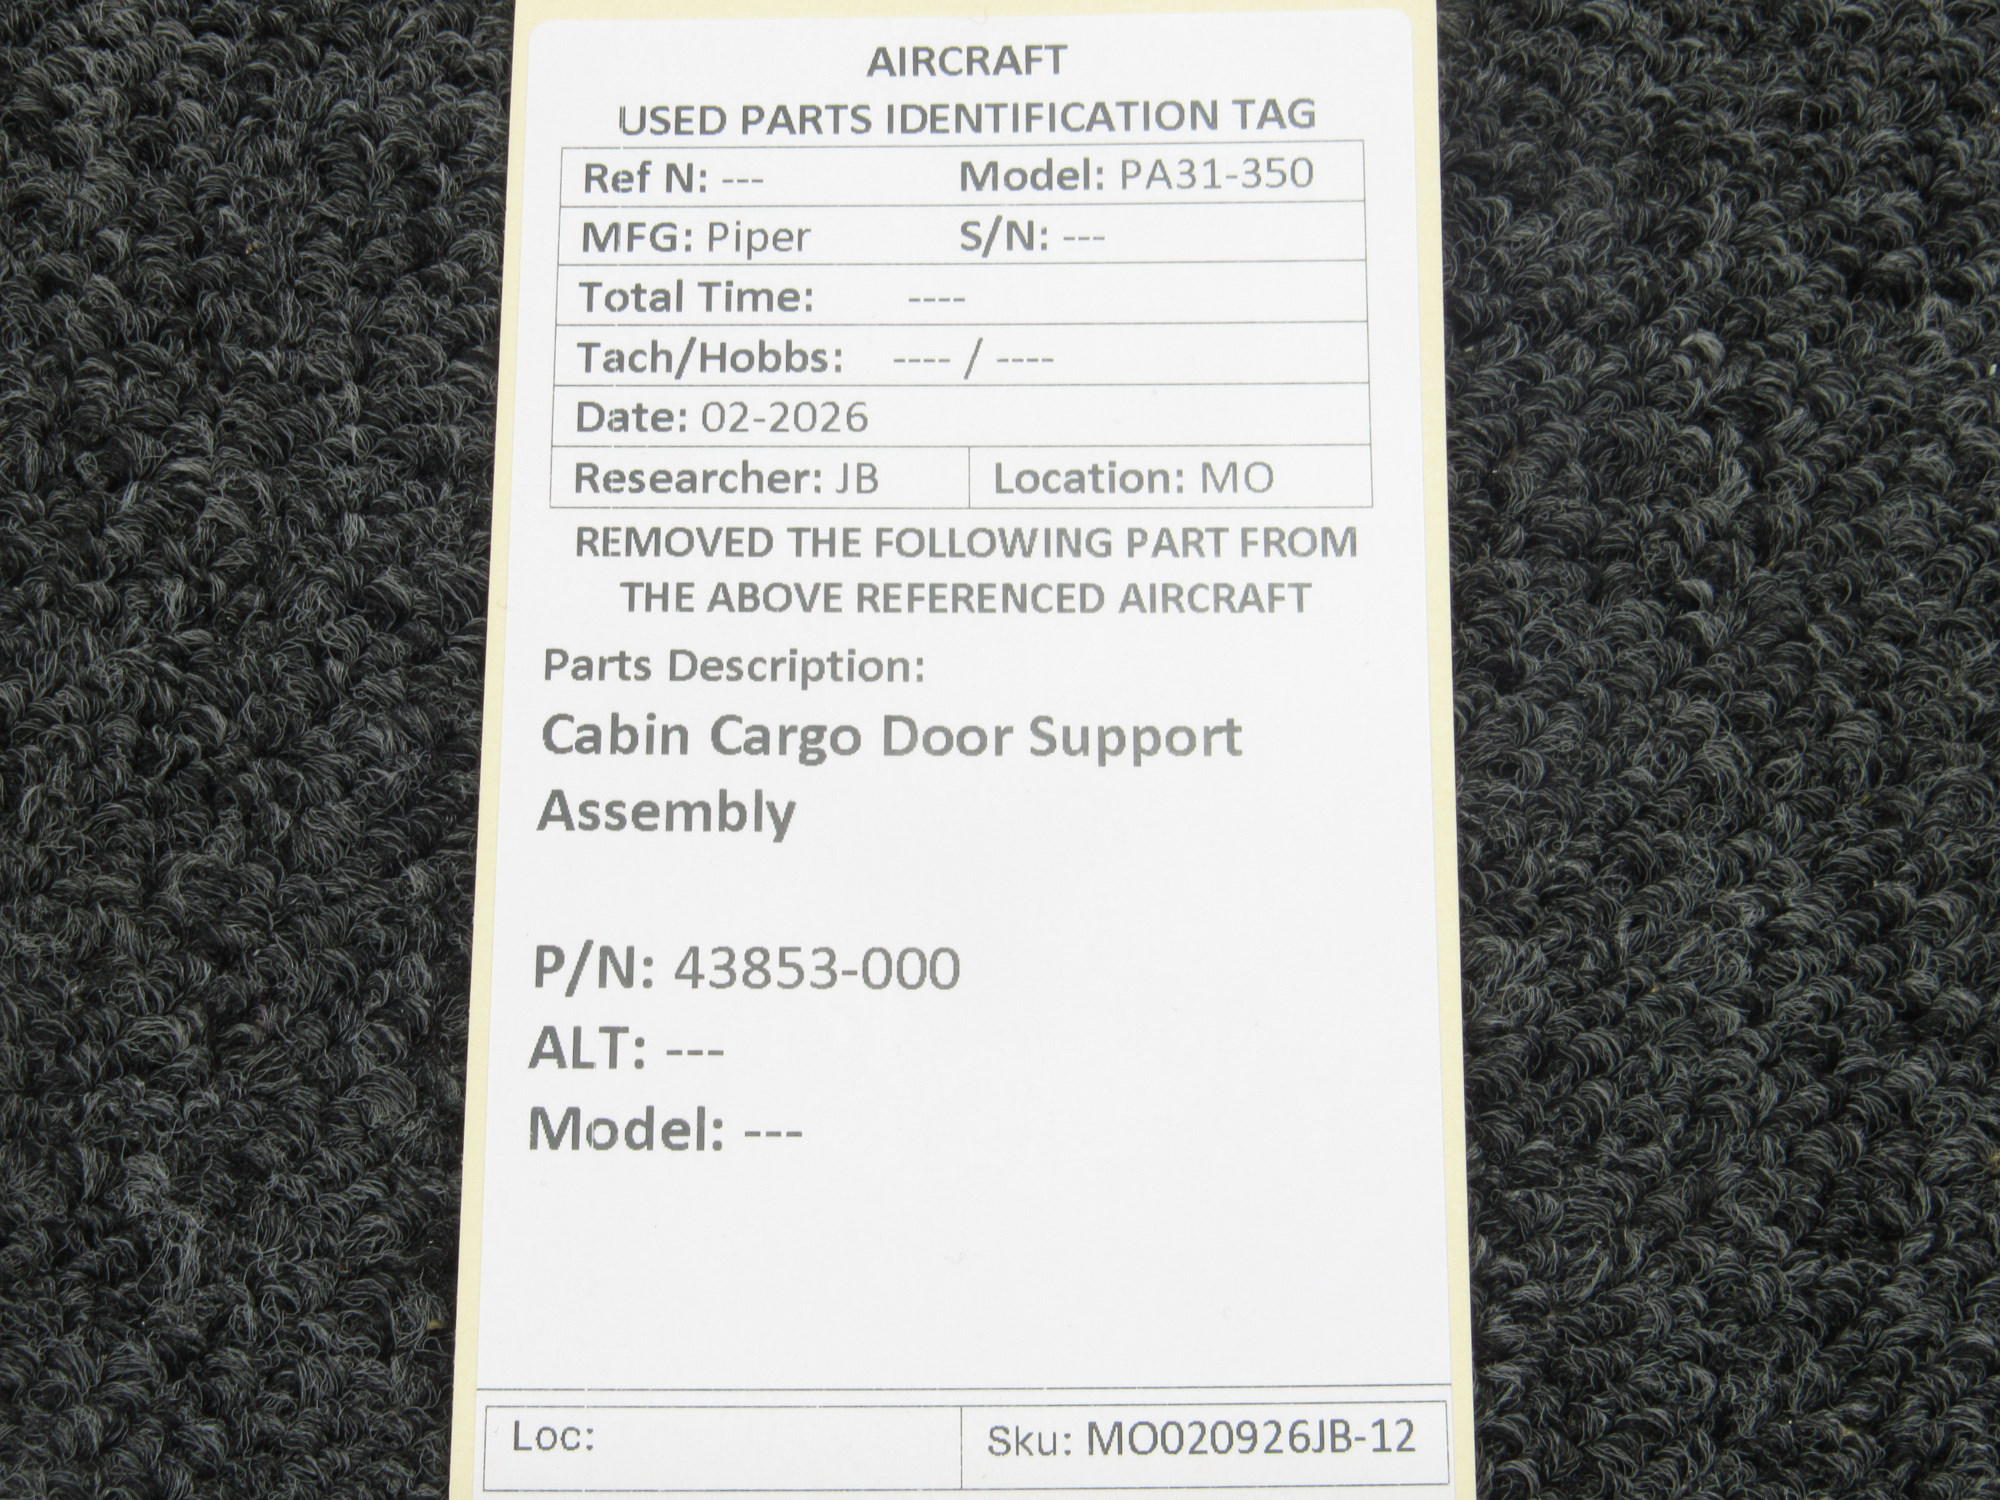 AIRCRAFT
USED PARTS IDENTIFICATION TAG
Ref N: --- Model: PA31-350
MFG: Piper S/N: ---
Total Time: ----
Tach/Hobbs: ---- / ----
Date: 02-2026
Researcher: JB Location: MO
REMOVED THE FOLLOWING PART FROM
THE ABOVE REFERENCED AIRCRAFT
Parts Description:
Cabin Cargo Door Support
Assembly
P/N: 43853-000
ALT: ---
Model: ---
Loc: Sku: MO020926JB-12